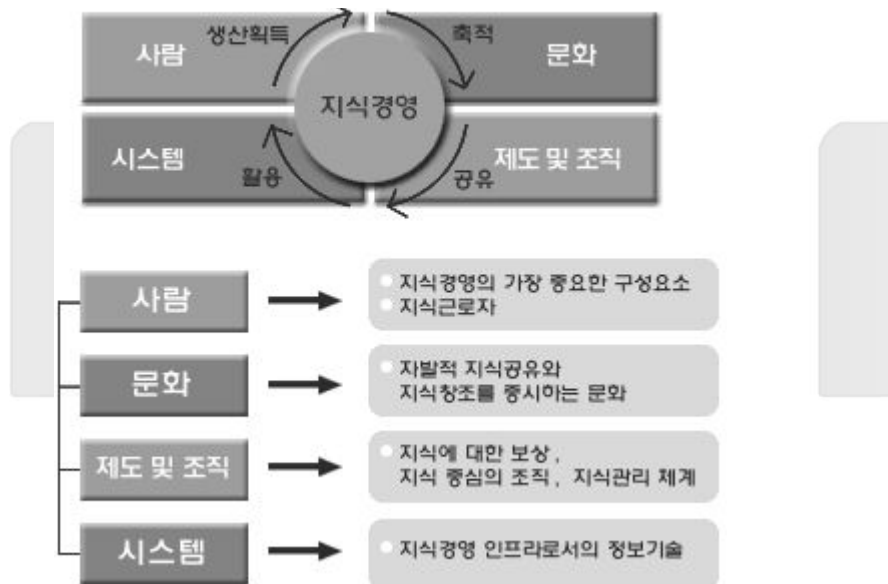 사람
생산획득
축적
문화
지식경영
시스템
활용
공유
제도 및 조직
사람
지식경영의 가장 중요한 구성요소
지식근로자
문화
자발적 지식공유와
지식창조를 중시하는 문화
제도 및 조직
지식에 대한 보상,
지식 중심의 조직, 지식관리 체계
시스템
지식경영 인프라로서의 정보기술